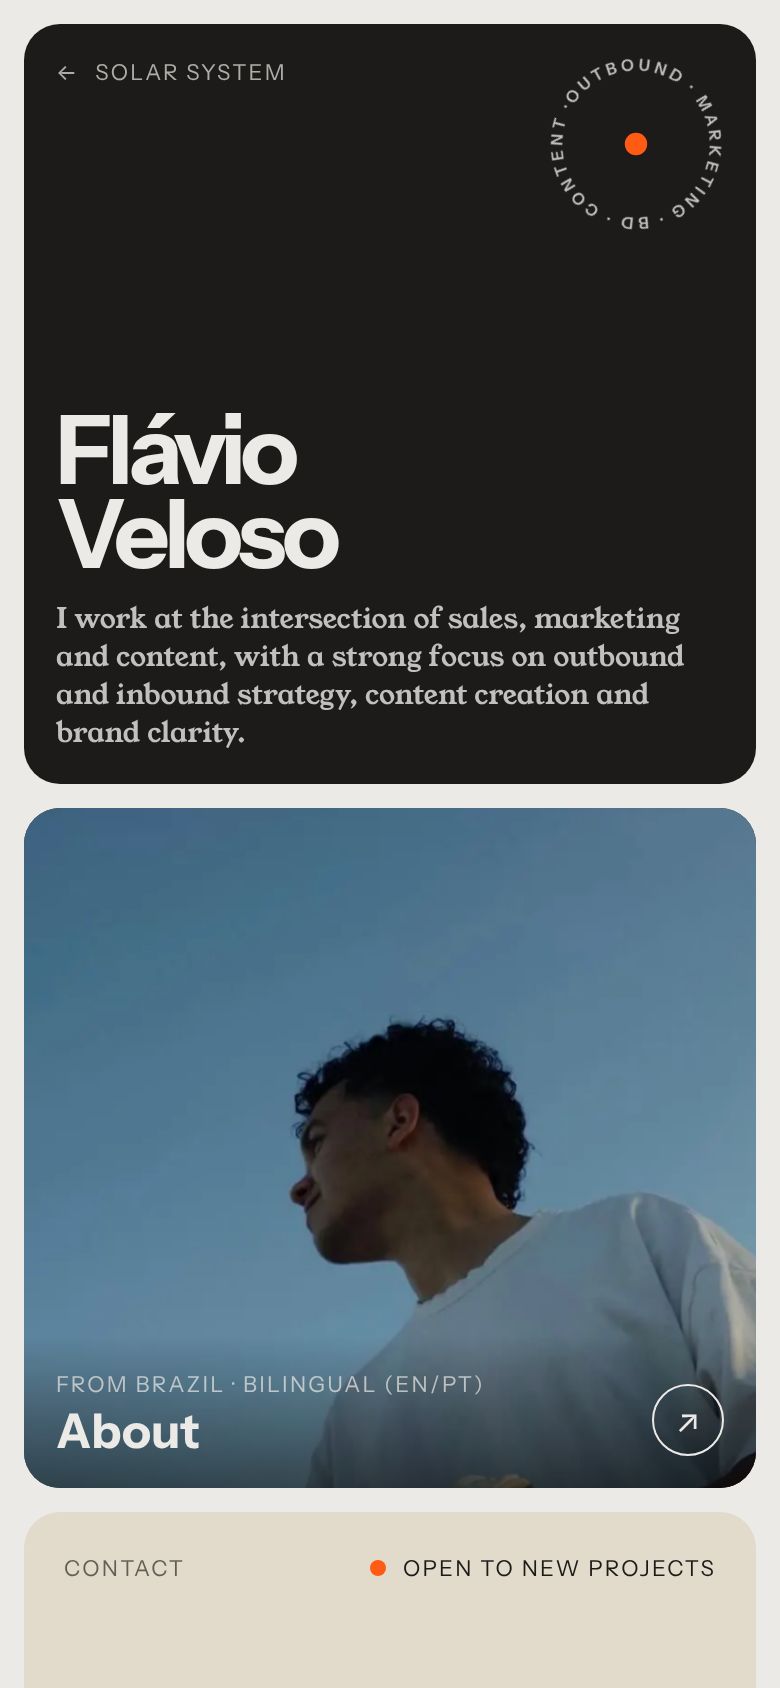 ← SOLAR SYSTEM
OUTBOUND · MARKETING · BD · CONTENT ·
Flávio
Veloso
I work at the intersection of sales, marketing
and content, with a strong focus on outbound
and inbound strategy, content creation and
brand clarity.
FROM BRAZIL · BILINGUAL (EN/PT)
About
CONTACT
OPEN TO NEW PROJECTS